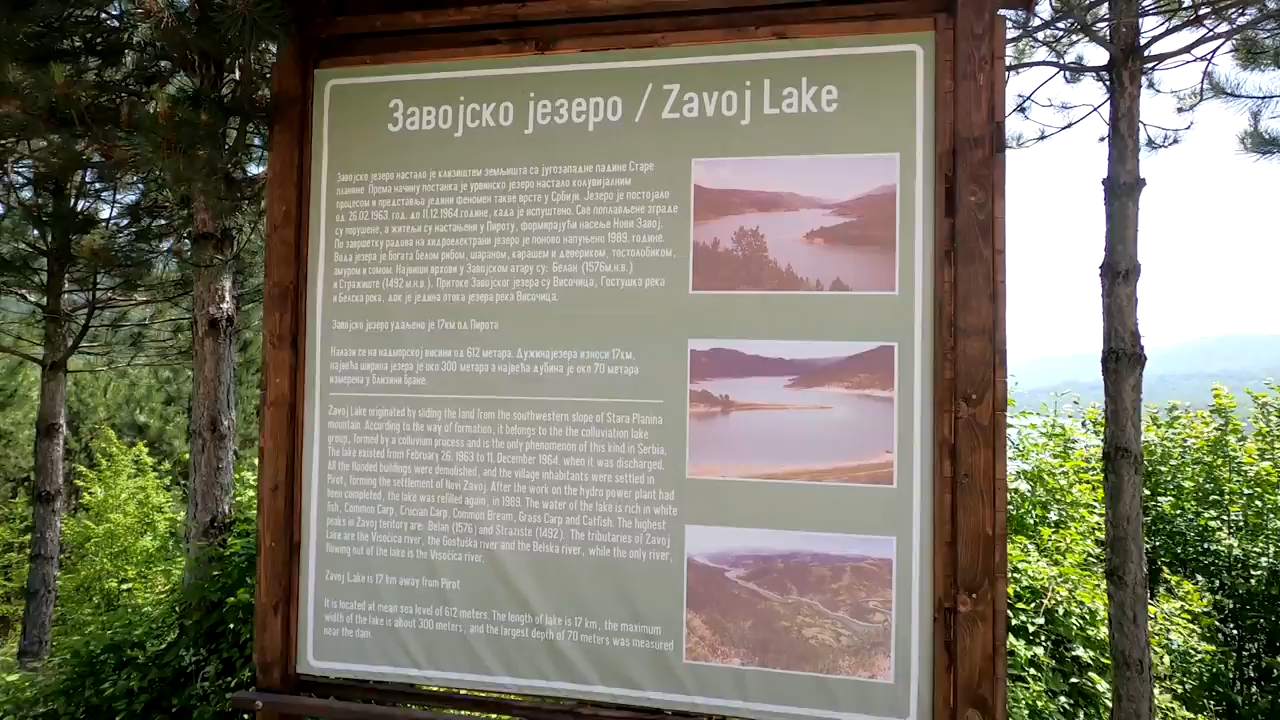 Завојско језеро / Zavoj Lake
Завојско језеро настало је клизиштем земљишта са југозападне падине Старе
планине. Према начину постанка је урвинско језеро настало колувијалним
процесом и представља једини феномен такве врсте у Србији. Језеро је постојало
од 26.02.1963. год. до 11.12.1964.године, када је испуштено. Све поплављене зграде
су порушене, а житељи су настањени у Пироту, формирајући насеље Нови Завој.
По завршетку радова на хидроелектрани језеро је поново напуњено 1989. године.
Вода језера је богата белом рибом, шараном, карашем и девериком, тостолобиком,
амуром и сомом. Највиши врхови у Завојском атару су: Белан (1576м.н.в.)
и Стражиште (1492 м.н.в.). Притоке Завојског језера су Височица, Гостушка река
и Белска река, док је једина отока језера река Височица.
Завојско језеро удаљено је 17км од Пирота
Налази се на надморској висини од 612 метара. Дужинајезера износи 17км,
највећа ширина језера је око 300 метара а највећа дубина је око 70 метара
измерена у близини бране.
Zavoj Lake originated by sliding the land from the southwestern slope of Stara Planina
mountain. According to the way of formation, it belongs to the the colluviation lake
group, formed by a colluvium process and is the only phenomenon of this kind in Serbia.
The lake existed from February 26, 1963 to 11. December 1964. when it was discharged.
All the flooded buildings were demolished, and the village inhabitants were settled in
Pirot, forming the settlement of Novi Zavoj. After the work on the hydro power plant had
been completed, the lake was refilled again, in 1989. The water of the lake is rich in white
fish, Common Carp, Crucian Carp, Common Bream, Grass Carp and Catfish. The highest
peaks in Zavoj teritory are: Belan (1576) and Straziste (1492). The tributaries of Zavoj
Lake are the Visočica river, the Gostuška river and the Belska river, while the only river,
flowing out of the lake is the Visočica river.
Zavoj Lake is 17 km away from Pirot
It is located at mean sea level of 612 meters. The length of lake is 17 km, the maximum
width of the lake is about 300 meters, and the largest depth of 70 meters was measured
near the dam.